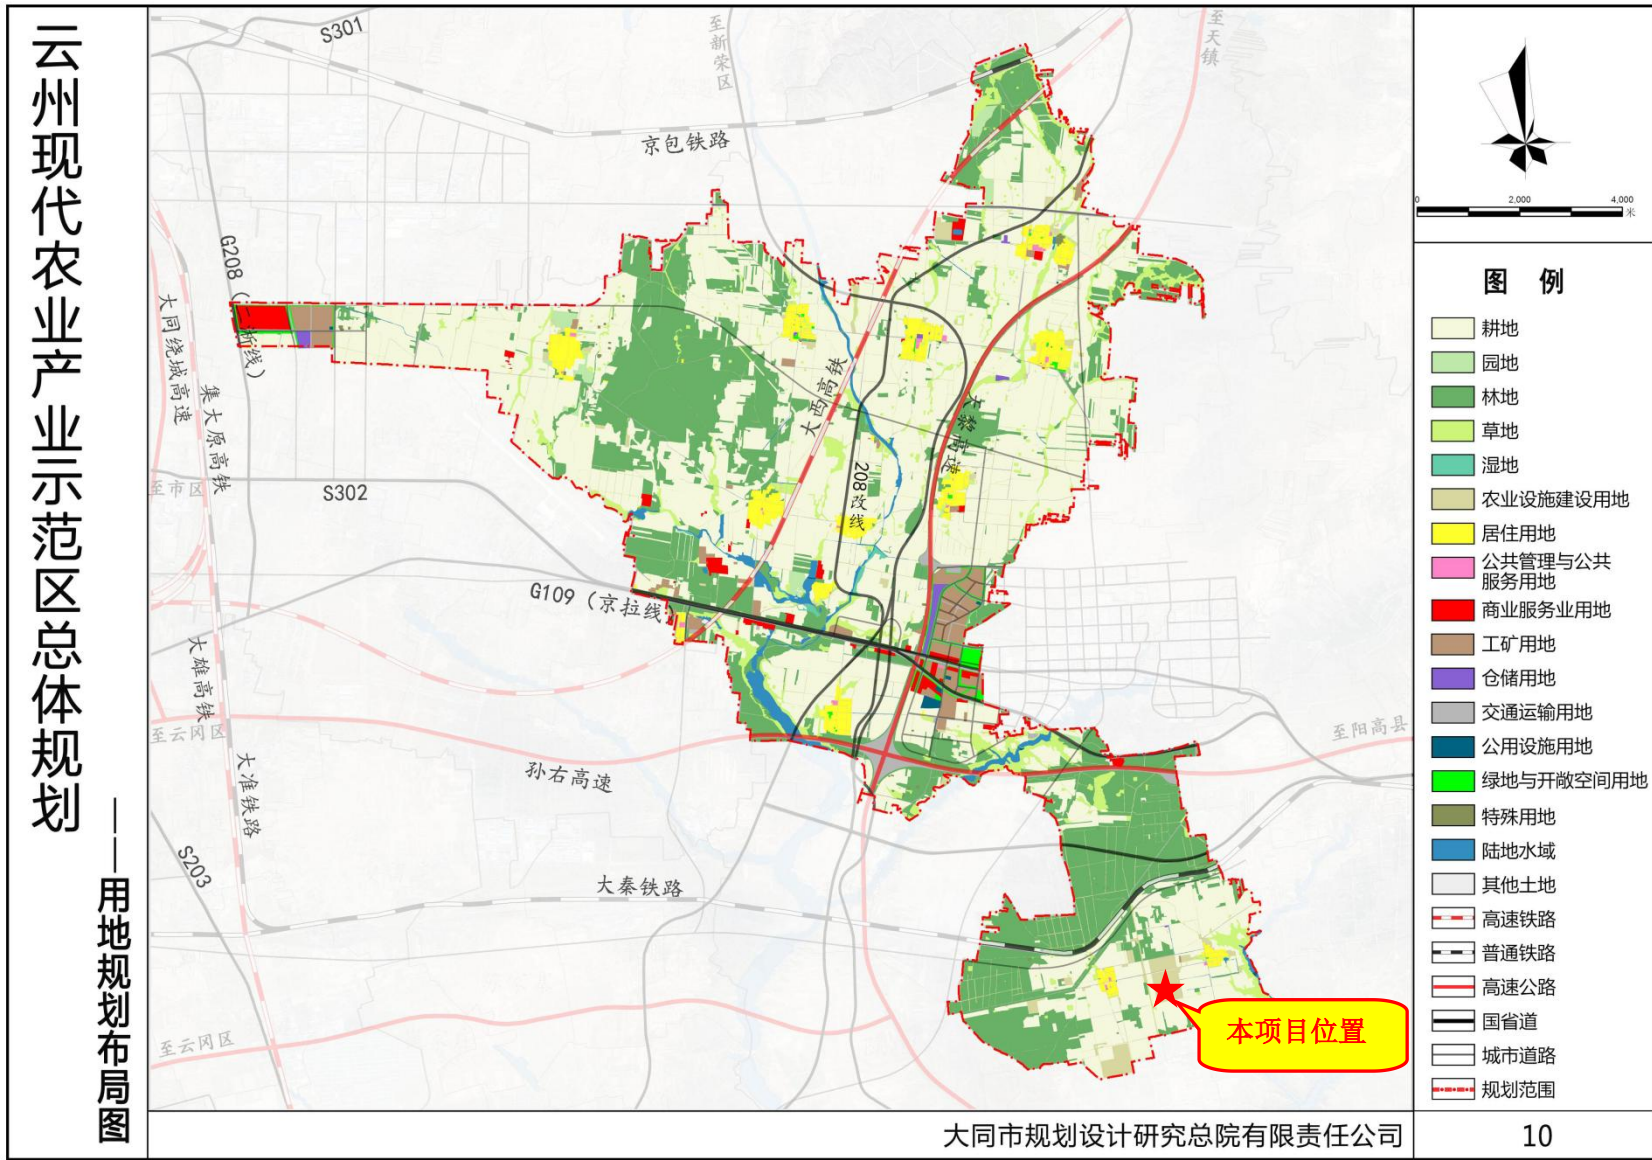 云州现代农业产业示范区总体规划
——用地规划布局图
S301
至新荣区
至天镇
京包铁路
G208（二淅线）
大同绕城高速
集大原高铁
大西高铁
天黎高速
208改线
至市区
S302
G109（京拉线）
大雄高铁
至云冈区
大准铁路
孙右高速
至阳高县
S203
大秦铁路
至云冈区
本项目位置
0 2,000 4,000
米
图 例
耕地
园地
林地
草地
湿地
农业设施建设用地
居住用地
公共管理与公共
服务用地
商业服务业用地
工矿用地
仓储用地
交通运输用地
公用设施用地
绿地与开敞空间用地
特殊用地
陆地水域
其他土地
高速铁路
普通铁路
高速公路
国省道
城市道路
规划范围
大同市规划设计研究总院有限责任公司
10